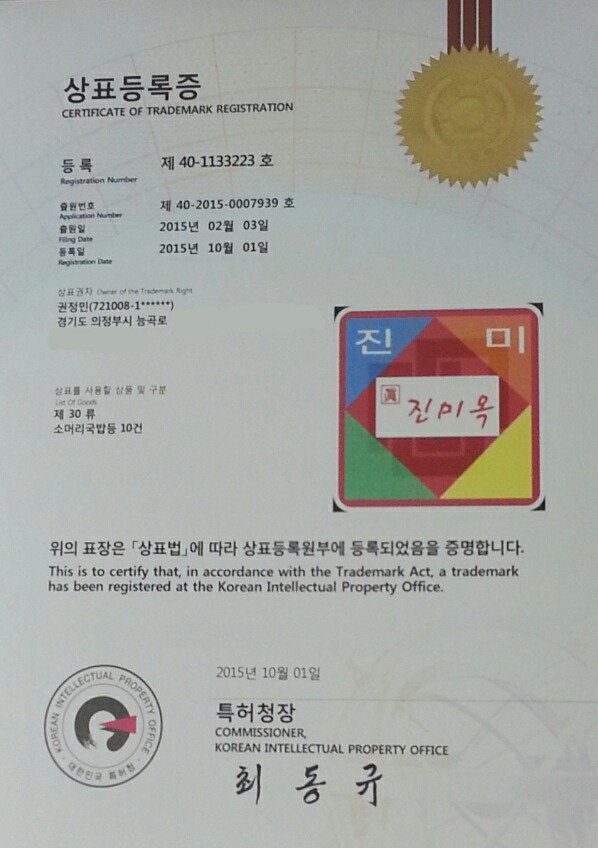 상표등록증
CERTIFICATE OF TRADEMARK REGISTRATION
등록 제 40-1133223 호
Registration Number
출원번호 제 40-2015-0007939 호
Application Number
출원일 2015년 02월 03일
Filing Date
등록일 2015년 10월 01일
Registration Date
상표권자 Owner of the Trademark Right
권정민(721008-1******)
경기도 의정부시 능곡로
진 미
眞 진미옥
상표를 사용할 상품 및 구분
List Of Goods
제 30 류
소머리국밥등 10건
위의 표장은 「상표법」에 따라 상표등록원부에 등록되었음을 증명합니다.
This is to certify that, in accordance with the Trademark Act, a trademark
has been registered at the Korean Intellectual Property Office.
2015년 10월 01일
특허청장
COMMISSIONER,
KOREAN INTELLECTUAL PROPERTY OFFICE
최동규
KOREAN INTELLECTUAL PROPERTY OFFICE
대한민국 특허청